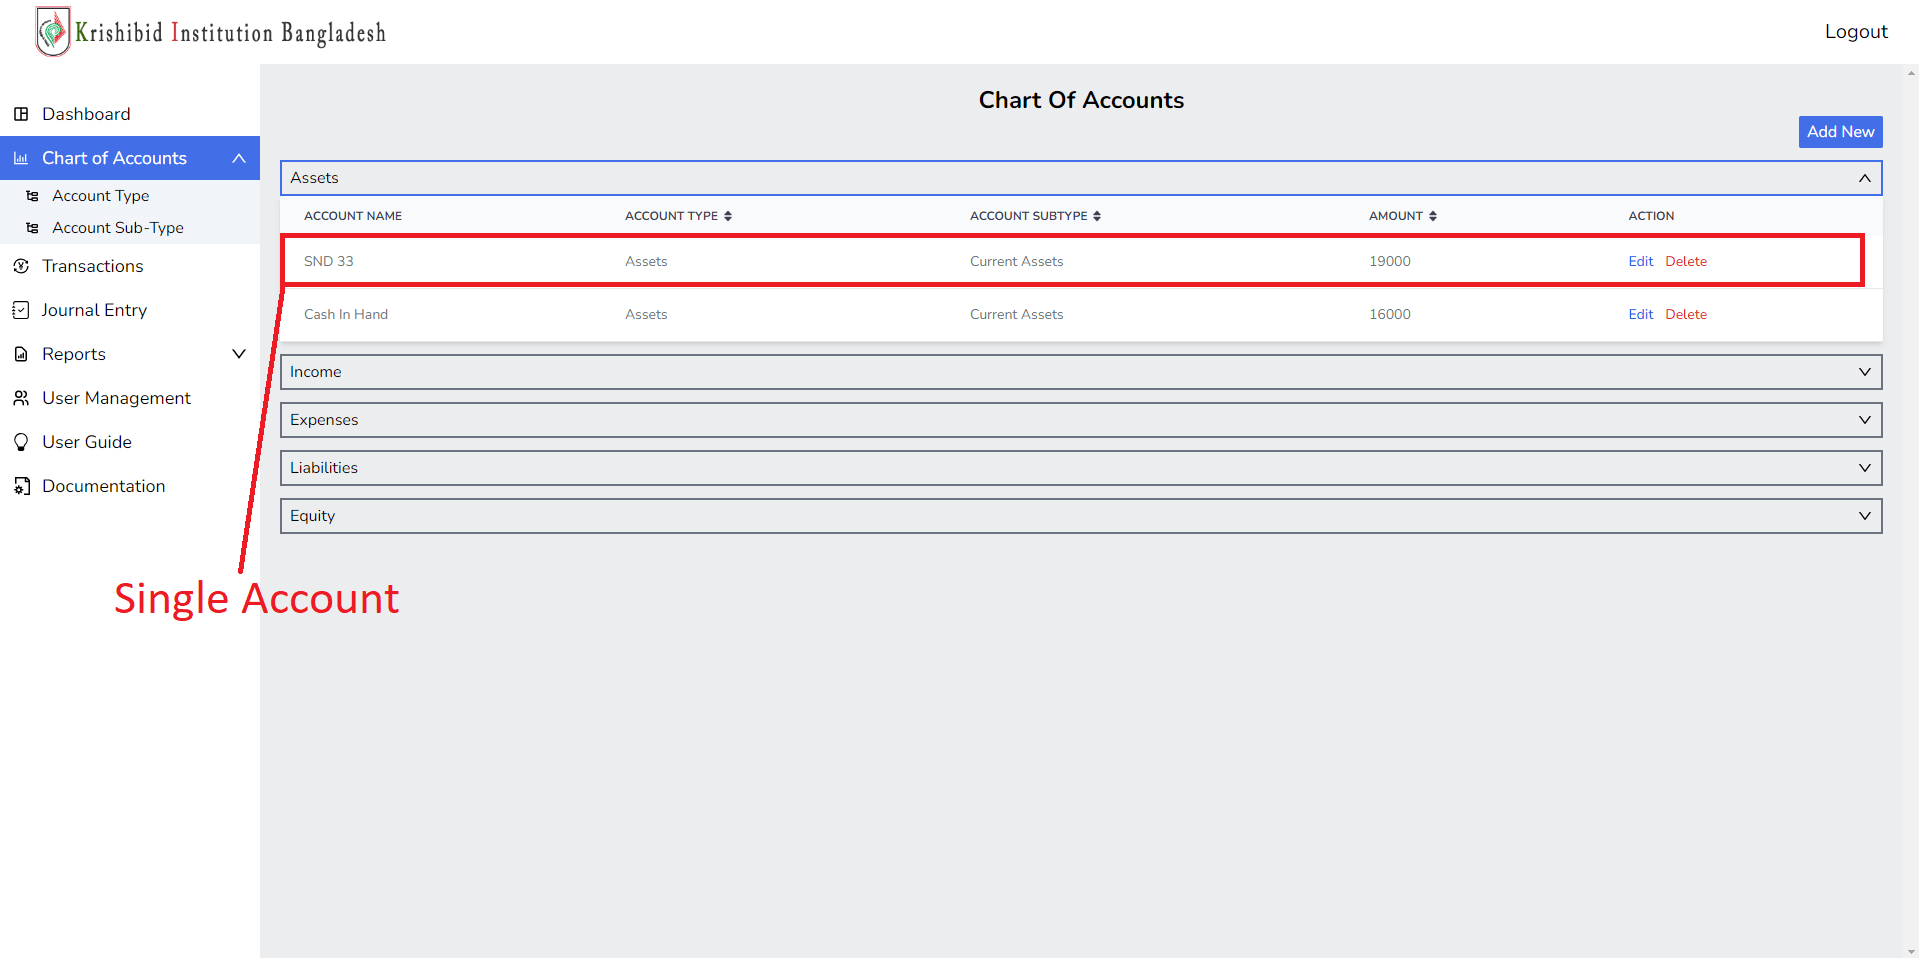 Krishibid Institution Bangladesh
Logout
Dashboard
Chart of Accounts
Account Type
Account Sub-Type
Transactions
Journal Entry
Reports
User Management
User Guide
Documentation
Chart Of Accounts
Add New
Assets
ACCOUNT NAME ACCOUNT TYPE ACCOUNT SUBTYPE AMOUNT ACTION
SND 33 Assets Current Assets 19000 Edit Delete
Cash In Hand Assets Current Assets 16000 Edit Delete
Income
Expenses
Liabilities
Equity
Single Account